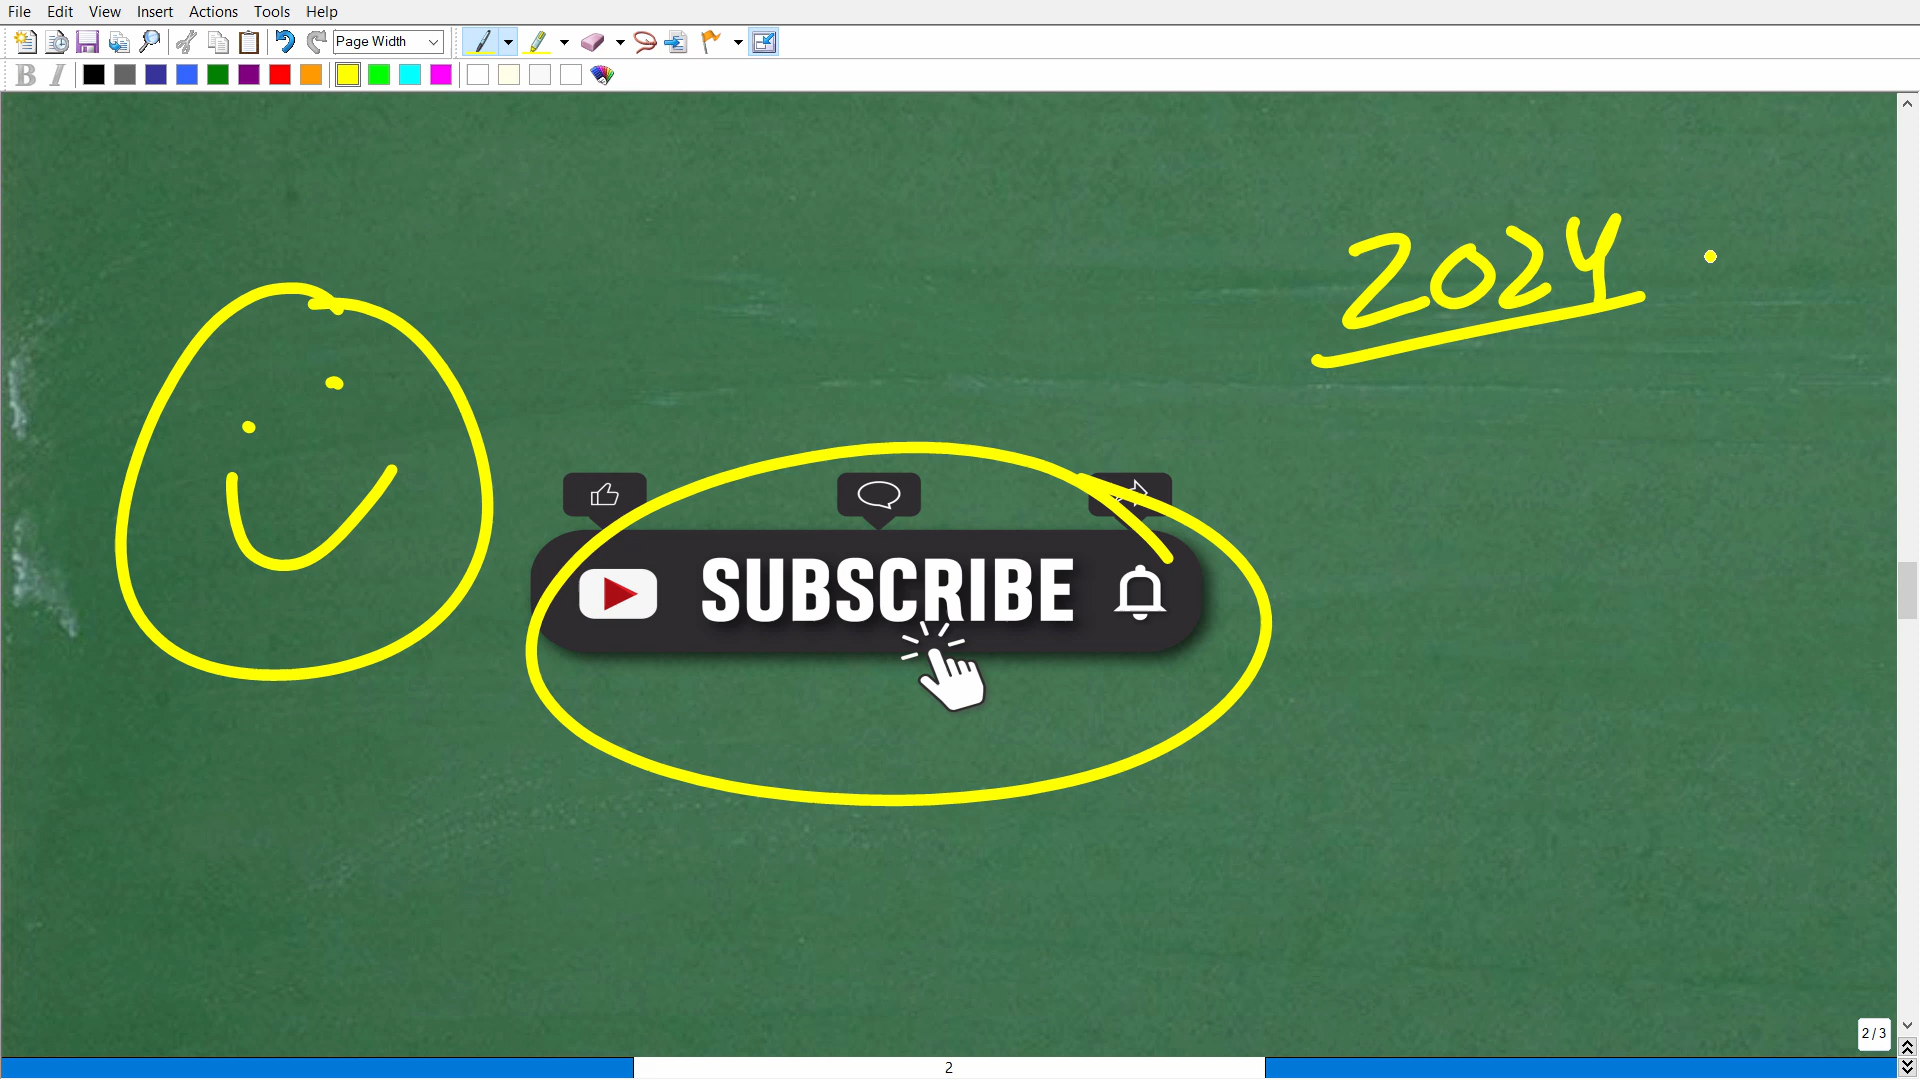 File Edit View Insert Actions Tools Help
Page Width
B I
2024
SUBSCRIBE
2 / 3
2